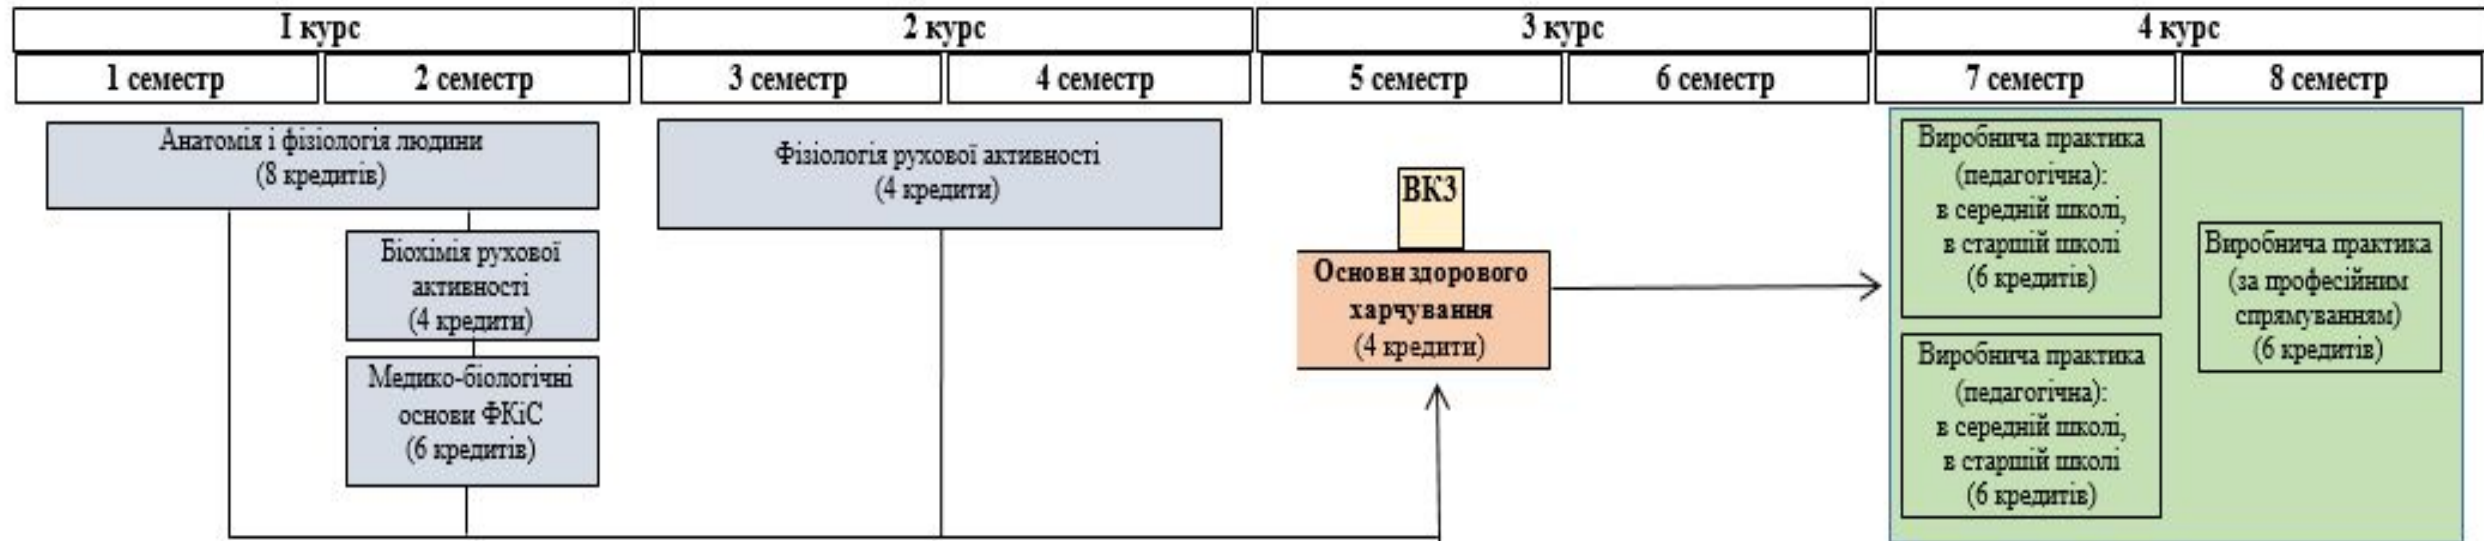 I курс
2 курс
3 курс
4 курс
1 семестр
2 семестр
3 семестр
4 семестр
5 семестр
6 семестр
7 семестр
8 семестр
Анатомія і фізіологія людини
(8 кредитів)
Біохімія рухової
активності
(4 кредити)
Медико-біологічні
основи ФКіС
(6 кредитів)
Фізіологія рухової активності
(4 кредити)
ВК3
Основи здорового
харчування
(4 кредити)
Виробнича практика
(педагогічна):
в середній школі,
в старшій школі
(6 кредитів)
Виробнича практика
(педагогічна):
в середній школі,
в старшій школі
(6 кредитів)
Виробнича практика
(за професійним
спрямуванням)
(6 кредитів)